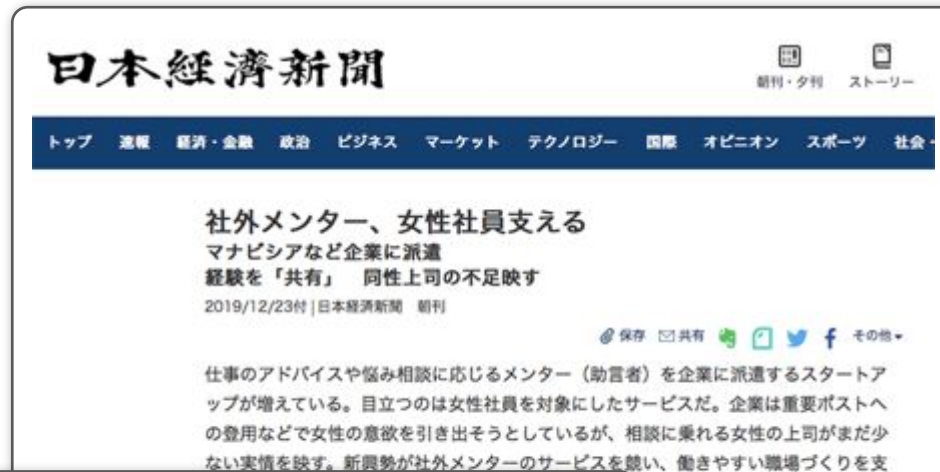 日本経済新聞
朝刊・夕刊 ストーリー
トップ 速報 経済・金融 政治 ビジネス マーケット テクノロジー 国際 オピニオン スポーツ 社会・
社外メンター、女性社員支える
マナビシアなど企業に派遣
経験を「共有」 同性上司の不足映す
2019/12/23付 | 日本経済新聞 朝刊
保存 共有 その他
仕事のアドバイスや悩み相談に応じるメンター（助言者）を企業に派遣するスタートア
ップが増えている。目立つのは女性社員を対象にしたサービスだ。企業は重要ポストへ
の登用などで女性の意欲を引き出そうとしているが、相談に乗れる女性の上司がまだ少
ない実情を映す。新興勢が社外メンターのサービスを競い、働きやすい職場づくりを支